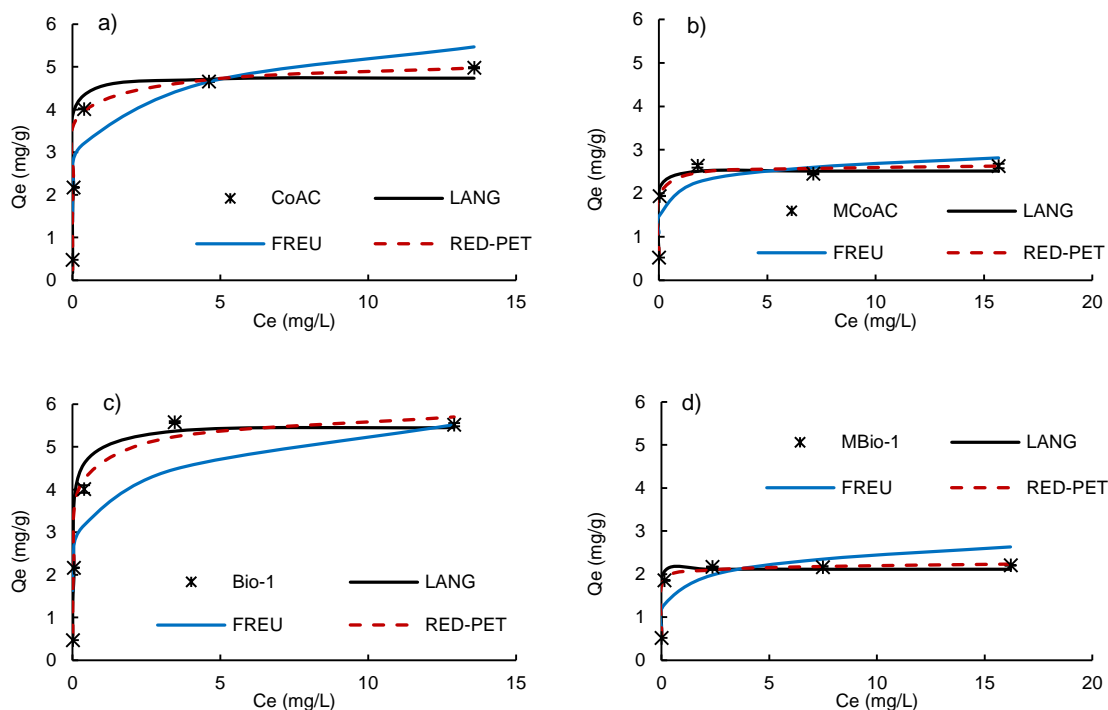 a)
6
5
4
3
2
1
0
Qe (mg/g)
CoAC LANG
FREU RED-PET
0 5 10 15
Ce (mg/L)
b)
6
5
4
3
2
1
0
Qe (mg/g)
MCoAC LANG
FREU RED-PET
0 5 10 15 20
Ce (mg/L)
c)
6
5
4
3
2
1
0
Qe (mg/g)
Bio-1 LANG
FREU RED-PET
0 5 10 15
Ce (mg/L)
d)
6
5
4
3
2
1
0
Qe (mg/g)
MBio-1 LANG
FREU RED-PET
0 5 10 15 20
Ce (mg/L)